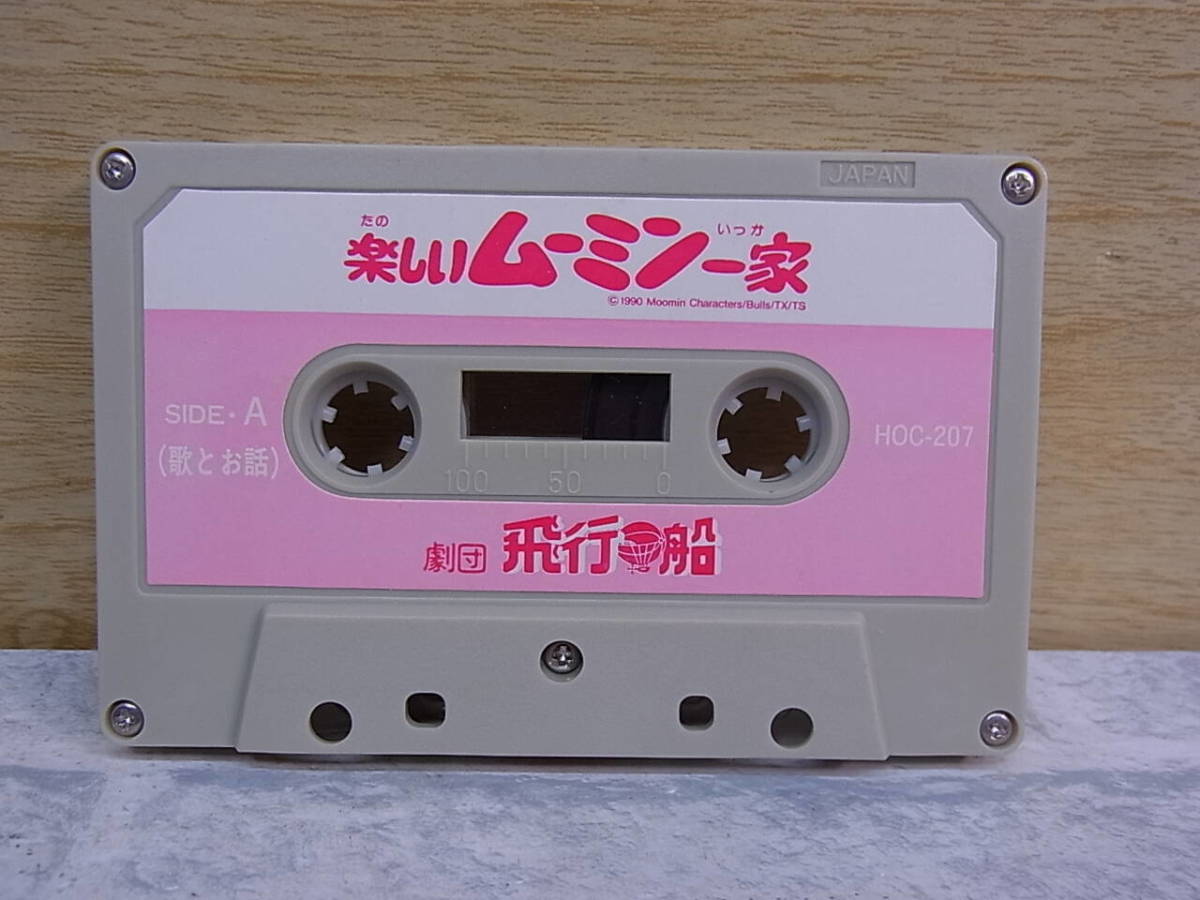 JAPAN
たの いっか
楽しいムーミン一家
©1990 Moomin Characters/Bulls/TX/TS
SIDE・A
(歌とお話)
HOC-207
100 50 0
劇団 飛行船